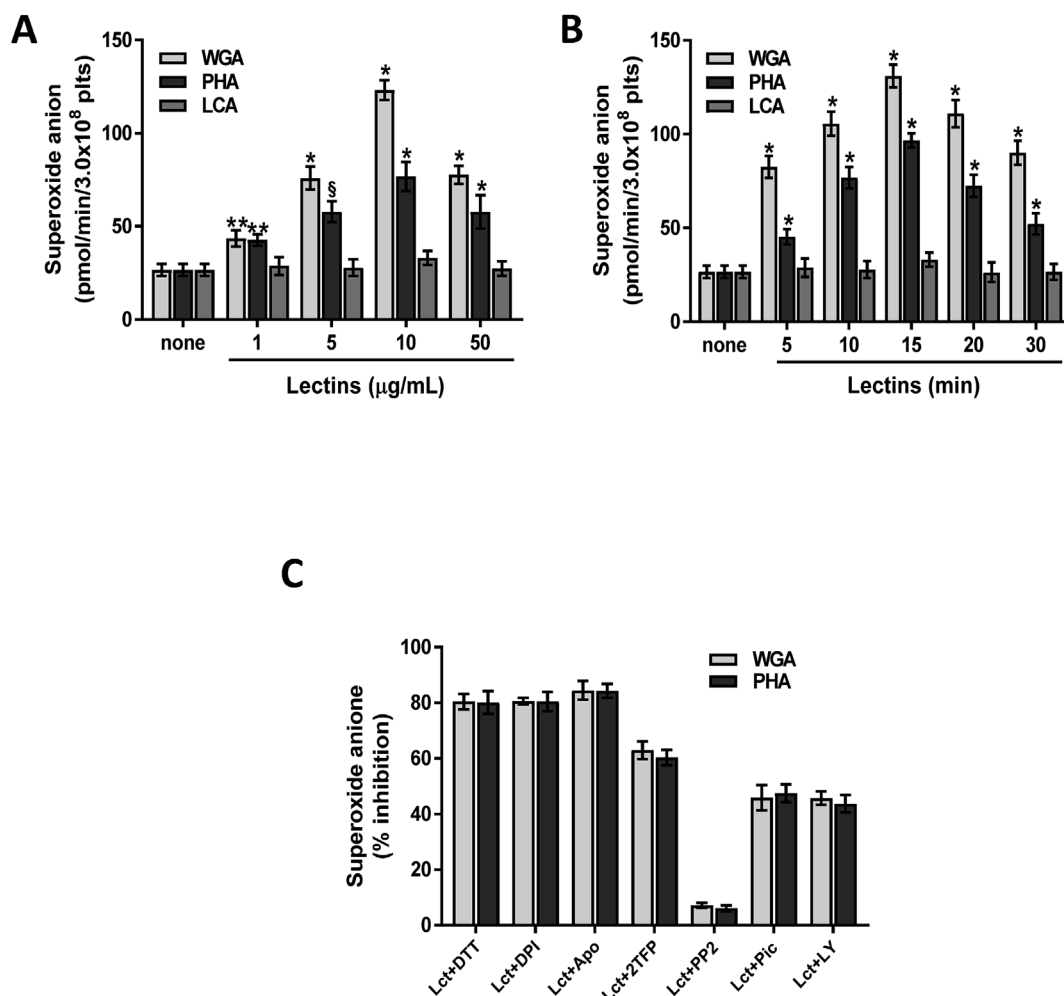 A
B
150
100
50
0
Superoxide anion
(pmol/min/3.0x10⁸ plts)
WGA
PHA
LCA
** ** * § * * * *
none 1 5 10 50
Lectins (μg/mL)
150
100
50
0
Superoxide anion
(pmol/min/3.0x10⁸ plts)
WGA
PHA
LCA
* * * * * * * * * *
none 5 10 15 20 30
Lectins (min)
C
100
80
60
40
20
0
Superoxide anione
(% inhibition)
WGA
PHA
Lct+DTT
Lct+DPI
Lct+Apo
Lct+2TFP
Lct+PP2
Lct+Pic
Lct+LY